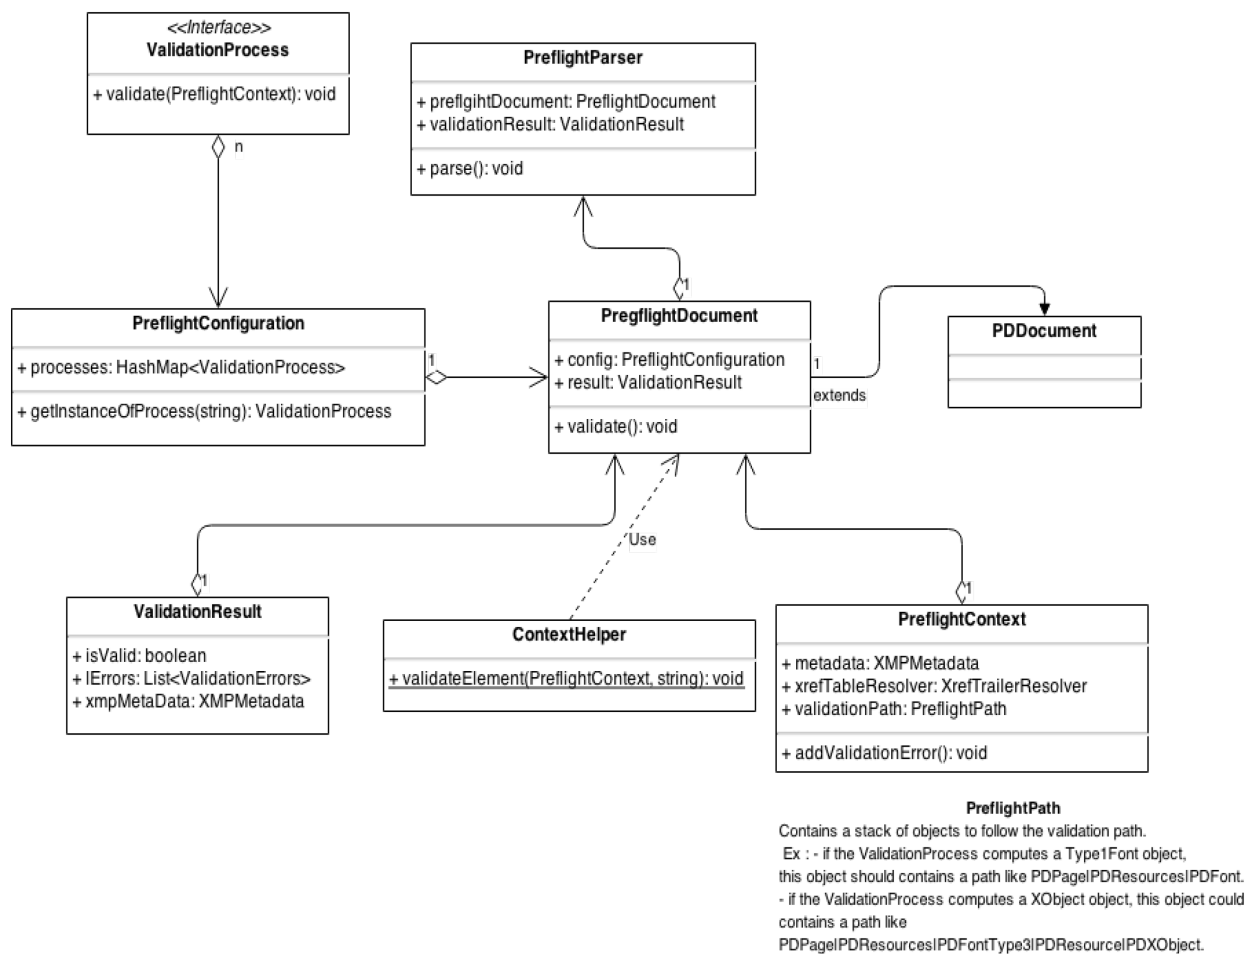 <<Interface>>
ValidationProcess
+ validate(PreflightContext): void
n
PreflightParser
+ preflgihtDocument: PreflightDocument
+ validationResult: ValidationResult
+ parse(): void
1
PreflightConfiguration
+ processes: HashMap<ValidationProcess>
+ getInstanceOfProcess(string): ValidationProcess
1
PregflightDocument
+ config: PreflightConfiguration
+ result: ValidationResult
+ validate(): void
1
extends
PDDocument
Use
1
ValidationResult
+ isValid: boolean
+ lErrors: List<ValidationErrors>
+ xmpMetaData: XMPMetadata
ContextHelper
+ validateElement(PreflightContext, string): void
1
PreflightContext
+ metadata: XMPMetadata
+ xrefTableResolver: XrefTrailerResolver
+ validationPath: PreflightPath
+ addValidationError(): void
PreflightPath
Contains a stack of objects to follow the validation path.
Ex : - if the ValidationProcess computes a Type1Font object,
this object should contains a path like PDPage|PDResources|PDFont.
- if the ValidationProcess computes a XObject object, this object could
contains a path like
PDPage|PDResources|PDFontType3|PDResource|PDXObject.